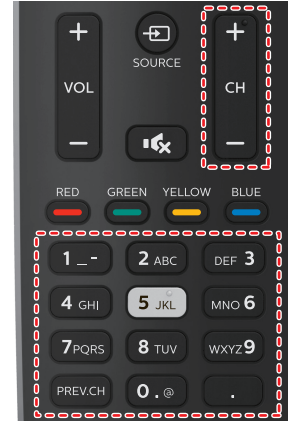 + +
SOURCE
VOL CH
− −
RED GREEN YELLOW BLUE
1 _ - 2 ABC DEF 3
4 GHI 5 JKL MNO 6
7PQRS 8 TUV WXYZ9
PREV.CH 0 . @ .